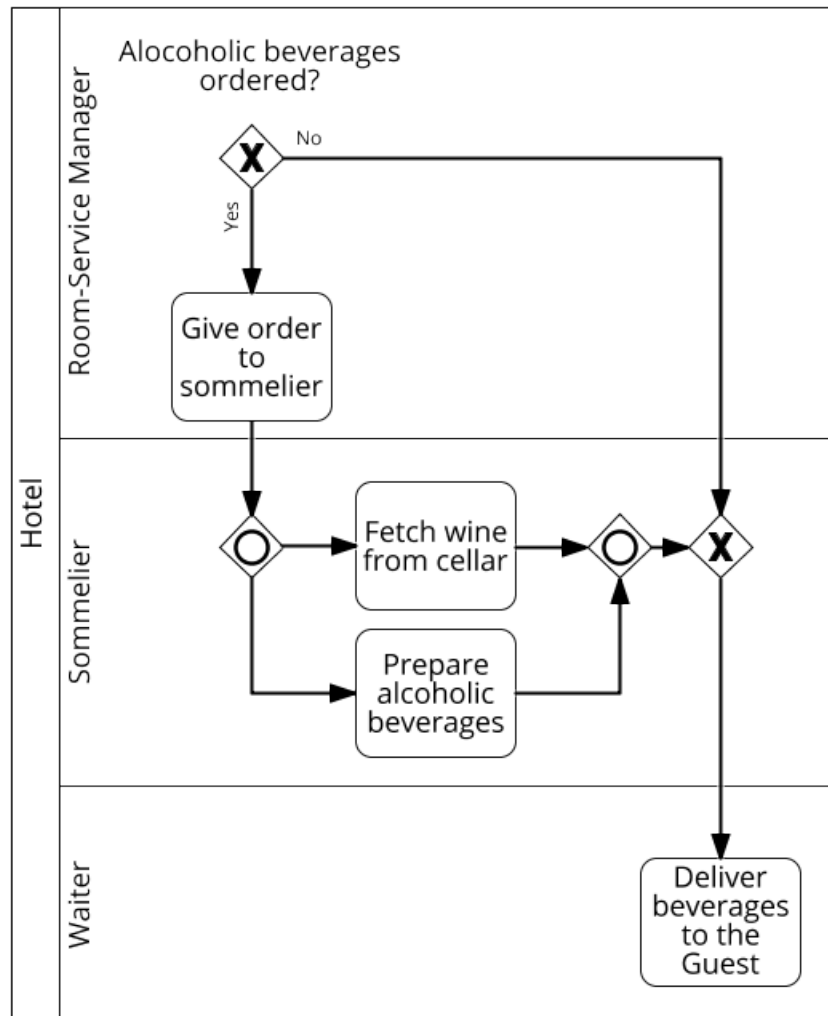 Hotel
Room-Service Manager
Alocoholic beverages
ordered?
X
No
Yes
Give order
to
sommelier
Sommelier
Fetch wine
from cellar
X
Prepare
alcoholic
beverages
Waiter
Deliver
beverages
to the
Guest